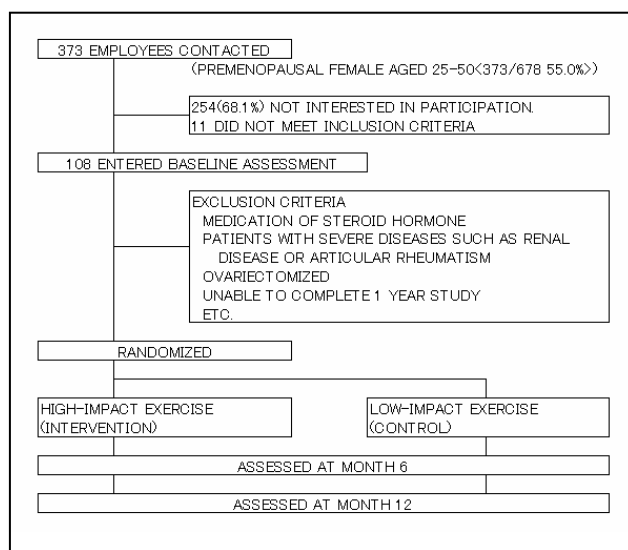 373 EMPLOYEES CONTACTED
(PREMENOPAUSAL FEMALE AGED 25-50<373/678 55.0%>)
254(68.1%) NOT INTERESTED IN PARTICIPATION.
11 DID NOT MEET INCLUSION CRITERIA
108 ENTERED BASELINE ASSESSMENT
EXCLUSION CRITERIA
MEDICATION OF STEROID HORMONE
PATIENTS WITH SEVERE DISEASES SUCH AS RENAL
DISEASE OR ARTICULAR RHEUMATISM
OVARIECTOMIZED
UNABLE TO COMPLETE 1 YEAR STUDY
ETC.
RANDOMIZED
HIGH-IMPACT EXERCISE
(INTERVENTION)
LOW-IMPACT EXERCISE
(CONTROL)
ASSESSED AT MONTH 6
ASSESSED AT MONTH 12